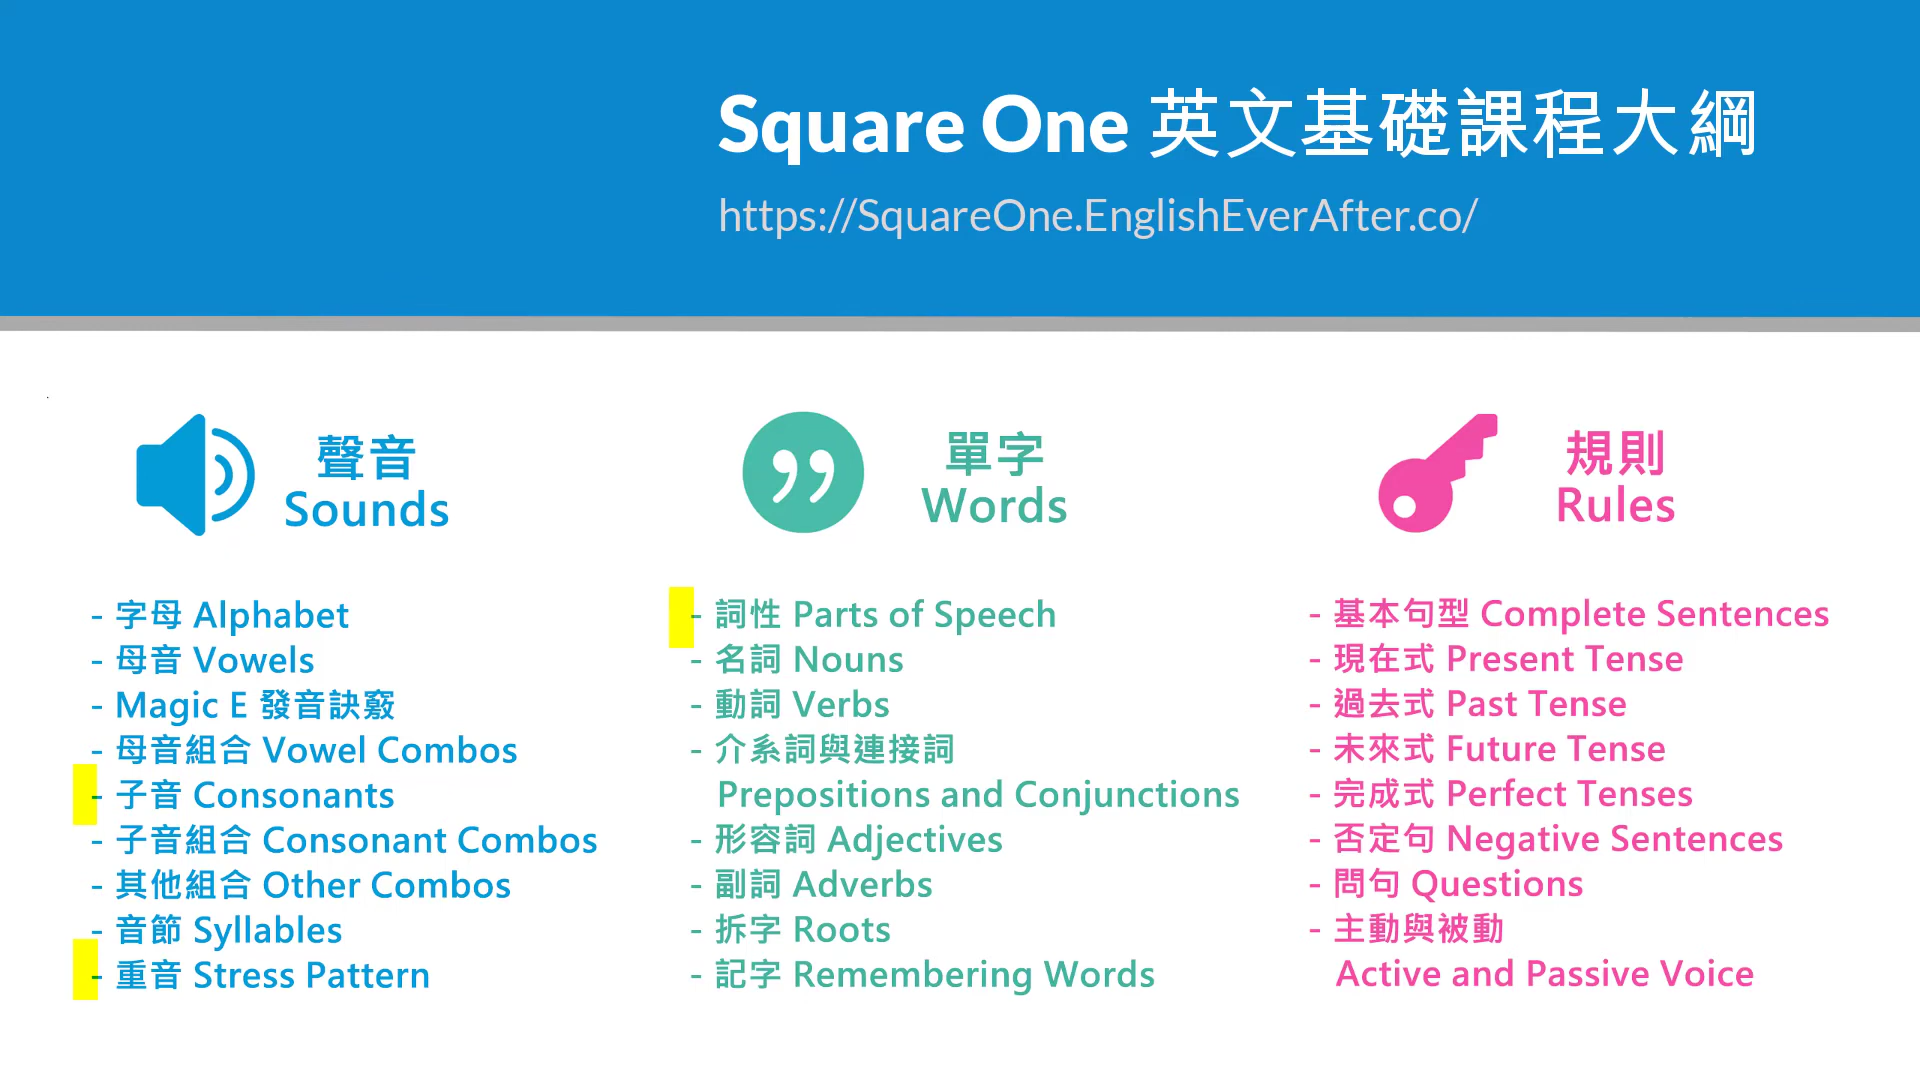 Square One 英文基礎課程大綱
https://SquareOne.EnglishEverAfter.co/
聲音
Sounds
- 字母 Alphabet
- 母音 Vowels
- Magic E 發音訣竅
- 母音組合 Vowel Combos
- 子音 Consonants
- 子音組合 Consonant Combos
- 其他組合 Other Combos
- 音節 Syllables
- 重音 Stress Pattern
單字
Words
- 詞性 Parts of Speech
- 名詞 Nouns
- 動詞 Verbs
- 介系詞與連接詞
Prepositions and Conjunctions
- 形容詞 Adjectives
- 副詞 Adverbs
- 拆字 Roots
- 記字 Remembering Words
規則
Rules
- 基本句型 Complete Sentences
- 現在式 Present Tense
- 過去式 Past Tense
- 未來式 Future Tense
- 完成式 Perfect Tenses
- 否定句 Negative Sentences
- 問句 Questions
- 主動與被動
Active and Passive Voice